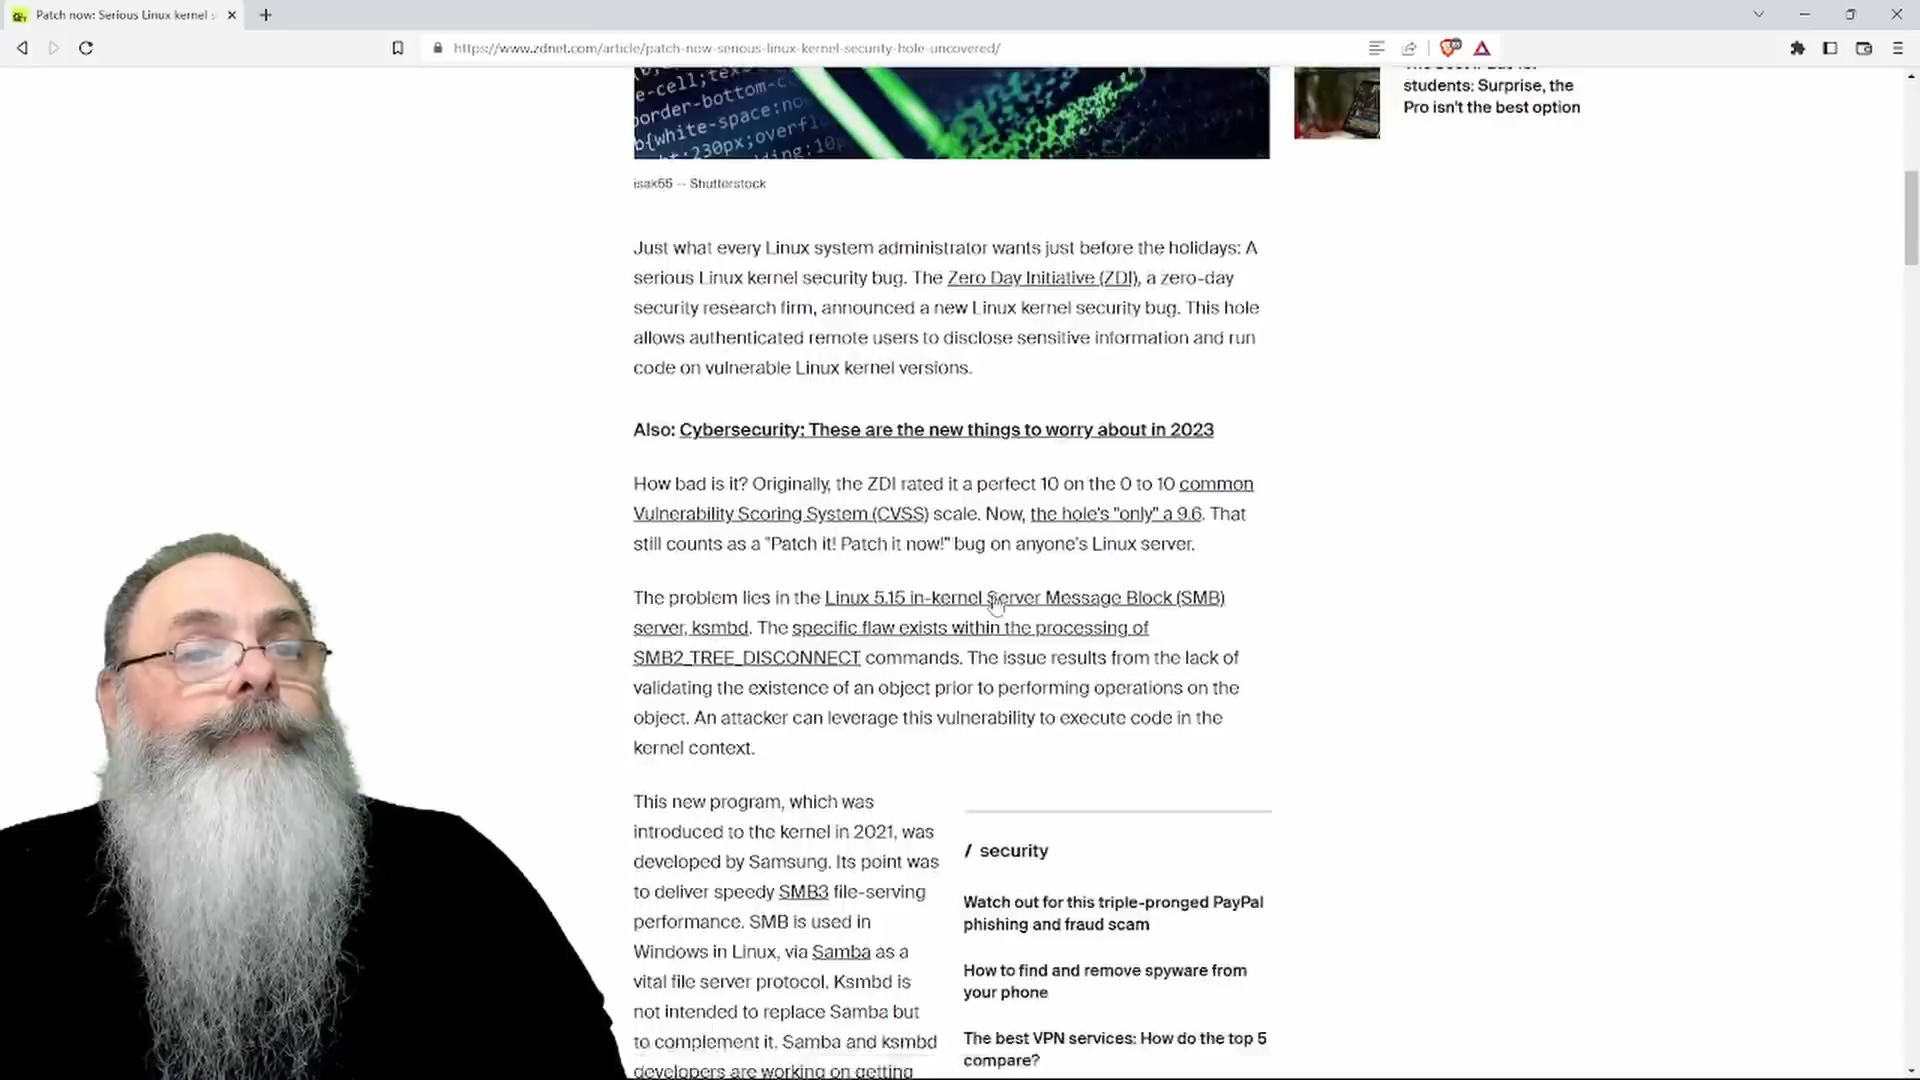 Patch now: Serious Linux kernel s
https://www.zdnet.com/article/patch-now-serious-linux-kernel-security-hole-uncovered/
e-cell;tex
border-bottom-c
white-space:no
b{white-space:;overfl
230px;
:10
students: Surprise, the
Pro isn't the best option
isak55 -- Shutterstock
Just what every Linux system administrator wants just before the holidays: A
serious Linux kernel security bug. The Zero Day Initiative (ZDI), a zero-day
security research firm, announced a new Linux kernel security bug. This hole
allows authenticated remote users to disclose sensitive information and run
code on vulnerable Linux kernel versions.
Also: Cybersecurity: These are the new things to worry about in 2023
How bad is it? Originally, the ZDI rated it a perfect 10 on the 0 to 10 common
Vulnerability Scoring System (CVSS) scale. Now, the hole's "only" a 9.6. That
still counts as a "Patch it! Patch it now!" bug on anyone's Linux server.
The problem lies in the Linux 5.15 in-kernel Server Message Block (SMB)
server, ksmbd. The specific flaw exists within the processing of
SMB2_TREE_DISCONNECT commands. The issue results from the lack of
validating the existence of an object prior to performing operations on the
object. An attacker can leverage this vulnerability to execute code in the
kernel context.
This new program, which was
introduced to the kernel in 2021, was
developed by Samsung. Its point was
to deliver speedy SMB3 file-serving
performance. SMB is used in
Windows in Linux, via Samba as a
vital file server protocol. Ksmbd is
not intended to replace Samba but
to complement it. Samba and ksmbd
developers are working on getting
/ security
Watch out for this triple-pronged PayPal
phishing and fraud scam
How to find and remove spyware from
your phone
The best VPN services: How do the top 5
compare?